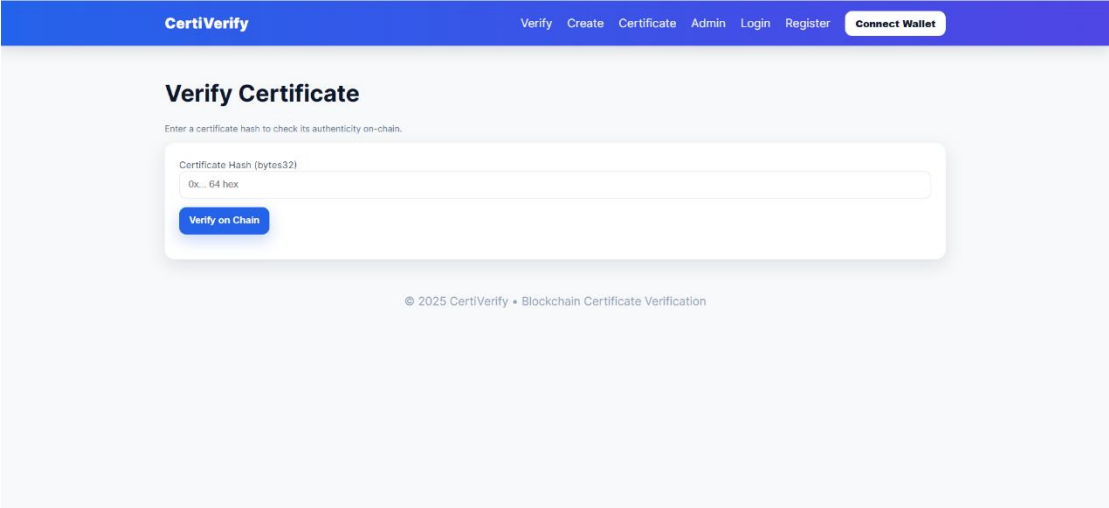 CertiVerify Verify Create Certificate Admin Login Register Connect Wallet
Verify Certificate
Enter a certificate hash to check its authenticity on-chain.
Certificate Hash (bytes32)
0x... 64 hex
Verify on Chain
© 2025 CertiVerify • Blockchain Certificate Verification